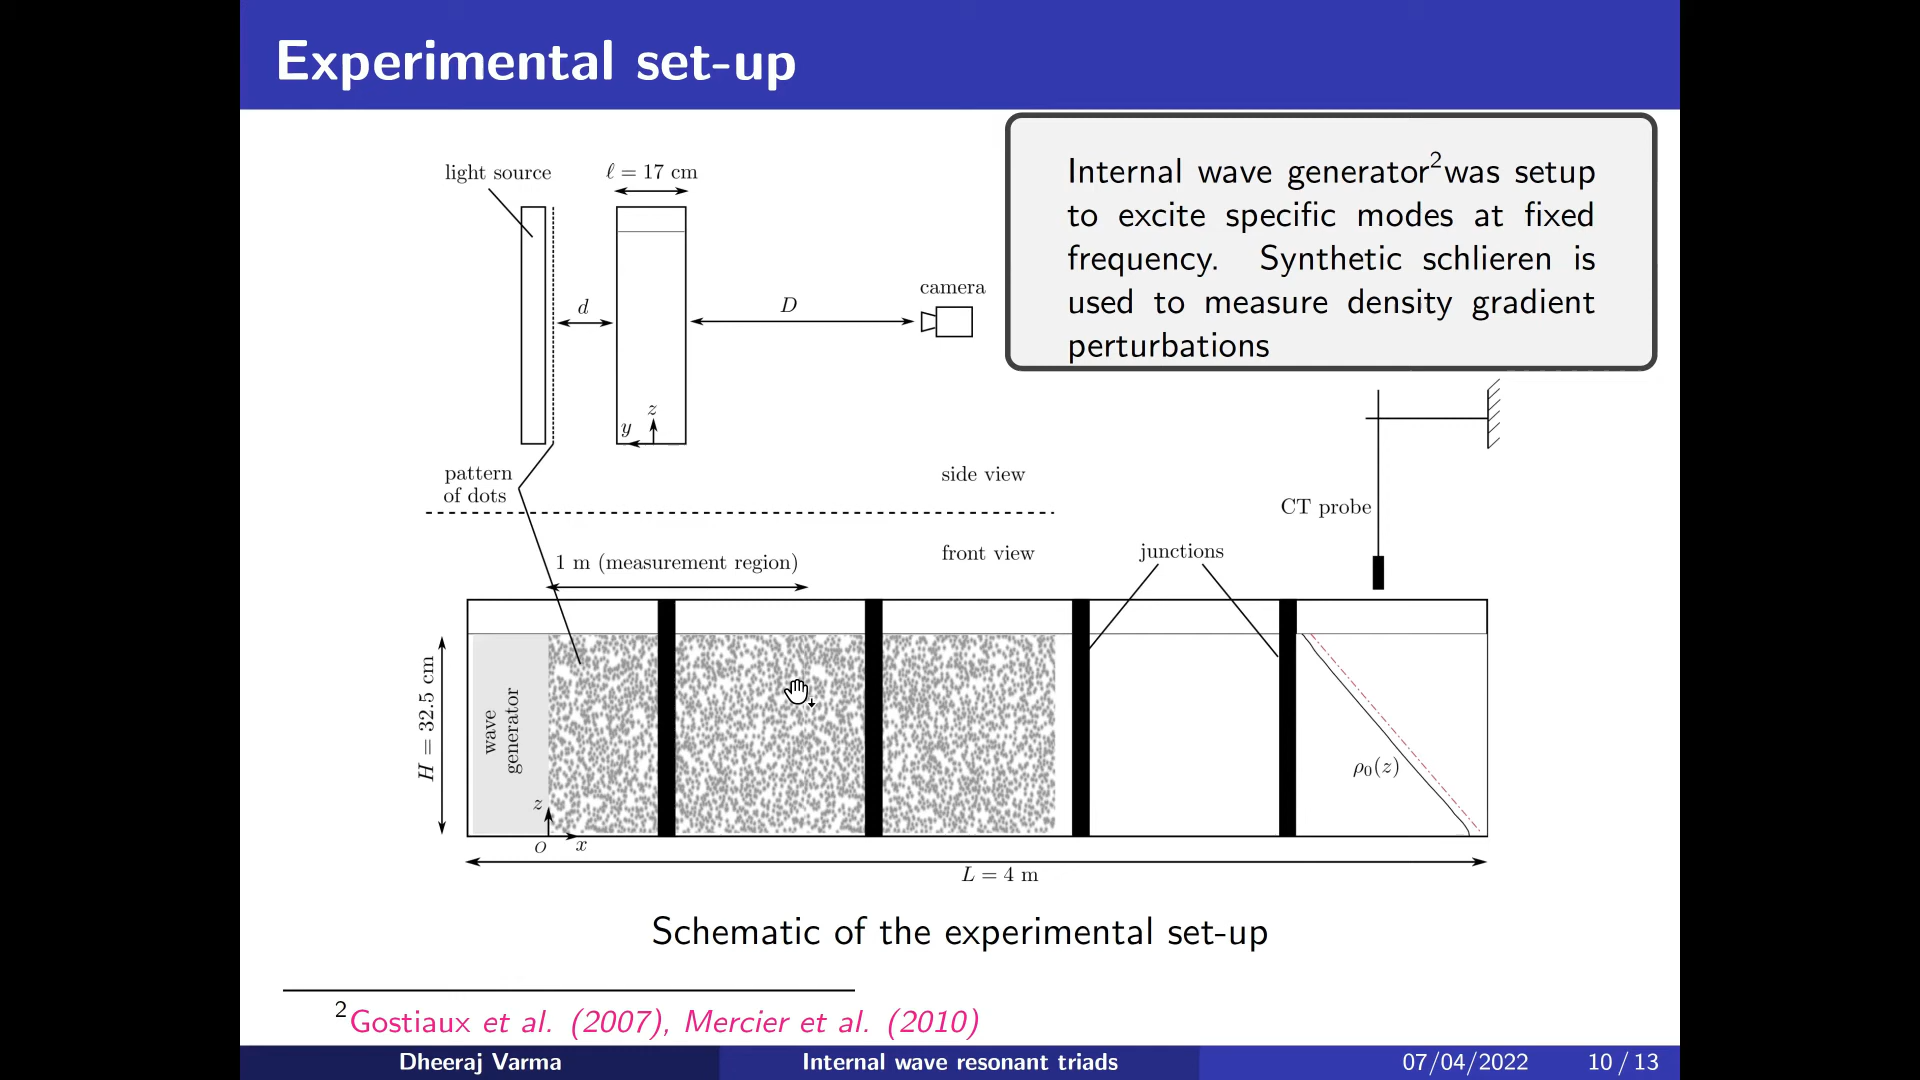 Experimental set-up
light source
ℓ = 17 cm
Internal wave generator²was setup
to excite specific modes at fixed
frequency. Synthetic schlieren is
used to measure density gradient
perturbations
camera
d
D
z
y
pattern
of dots
side view
CT probe
1 m (measurement region)
front view
junctions
H = 32.5 cm
wave
generator
ρ₀(z)
z
O
x
L = 4 m
Schematic of the experimental set-up
²Gostiaux et al. (2007), Mercier et al. (2010)
Dheeraj Varma
Internal wave resonant triads
07/04/2022
10 / 13